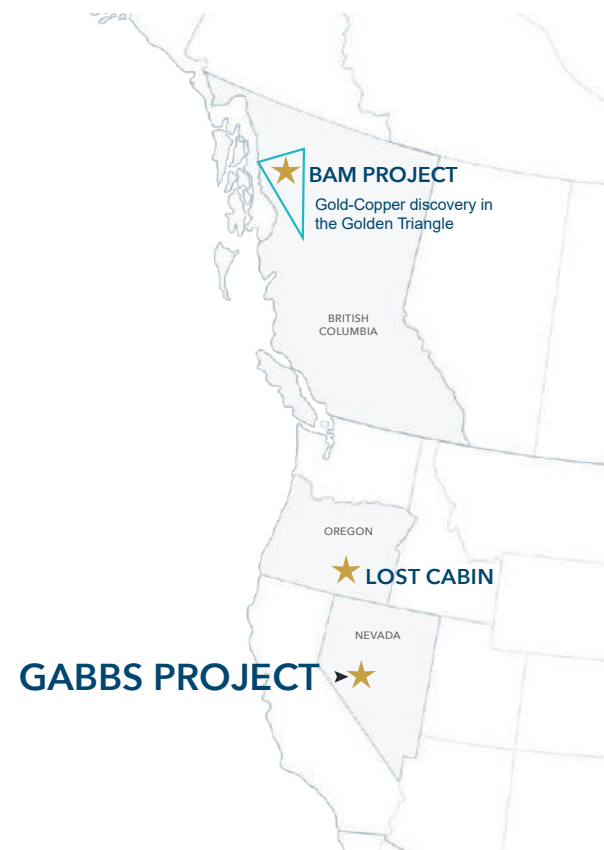 BAM PROJECT
Gold-Copper discovery in
the Golden Triangle
BRITISH
COLUMBIA
OREGON
LOST CABIN
NEVADA
GABBS PROJECT